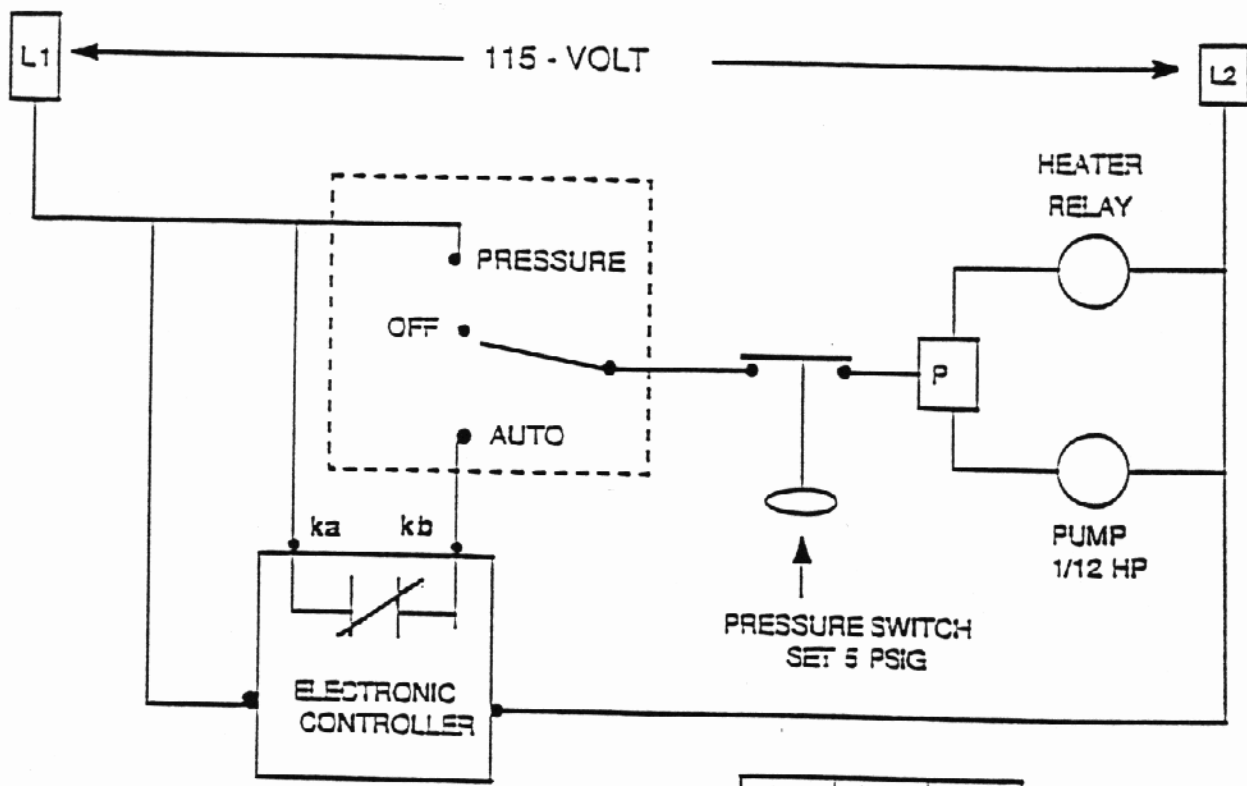 L1
115 - VOLT
L2
HEATER
RELAY
PRESSURE
OFF
P
AUTO
ka
kb
PUMP
1/12 HP
PRESSURE SWITCH
SET 5 PSIG
ELECTRONIC
CONTROLLER